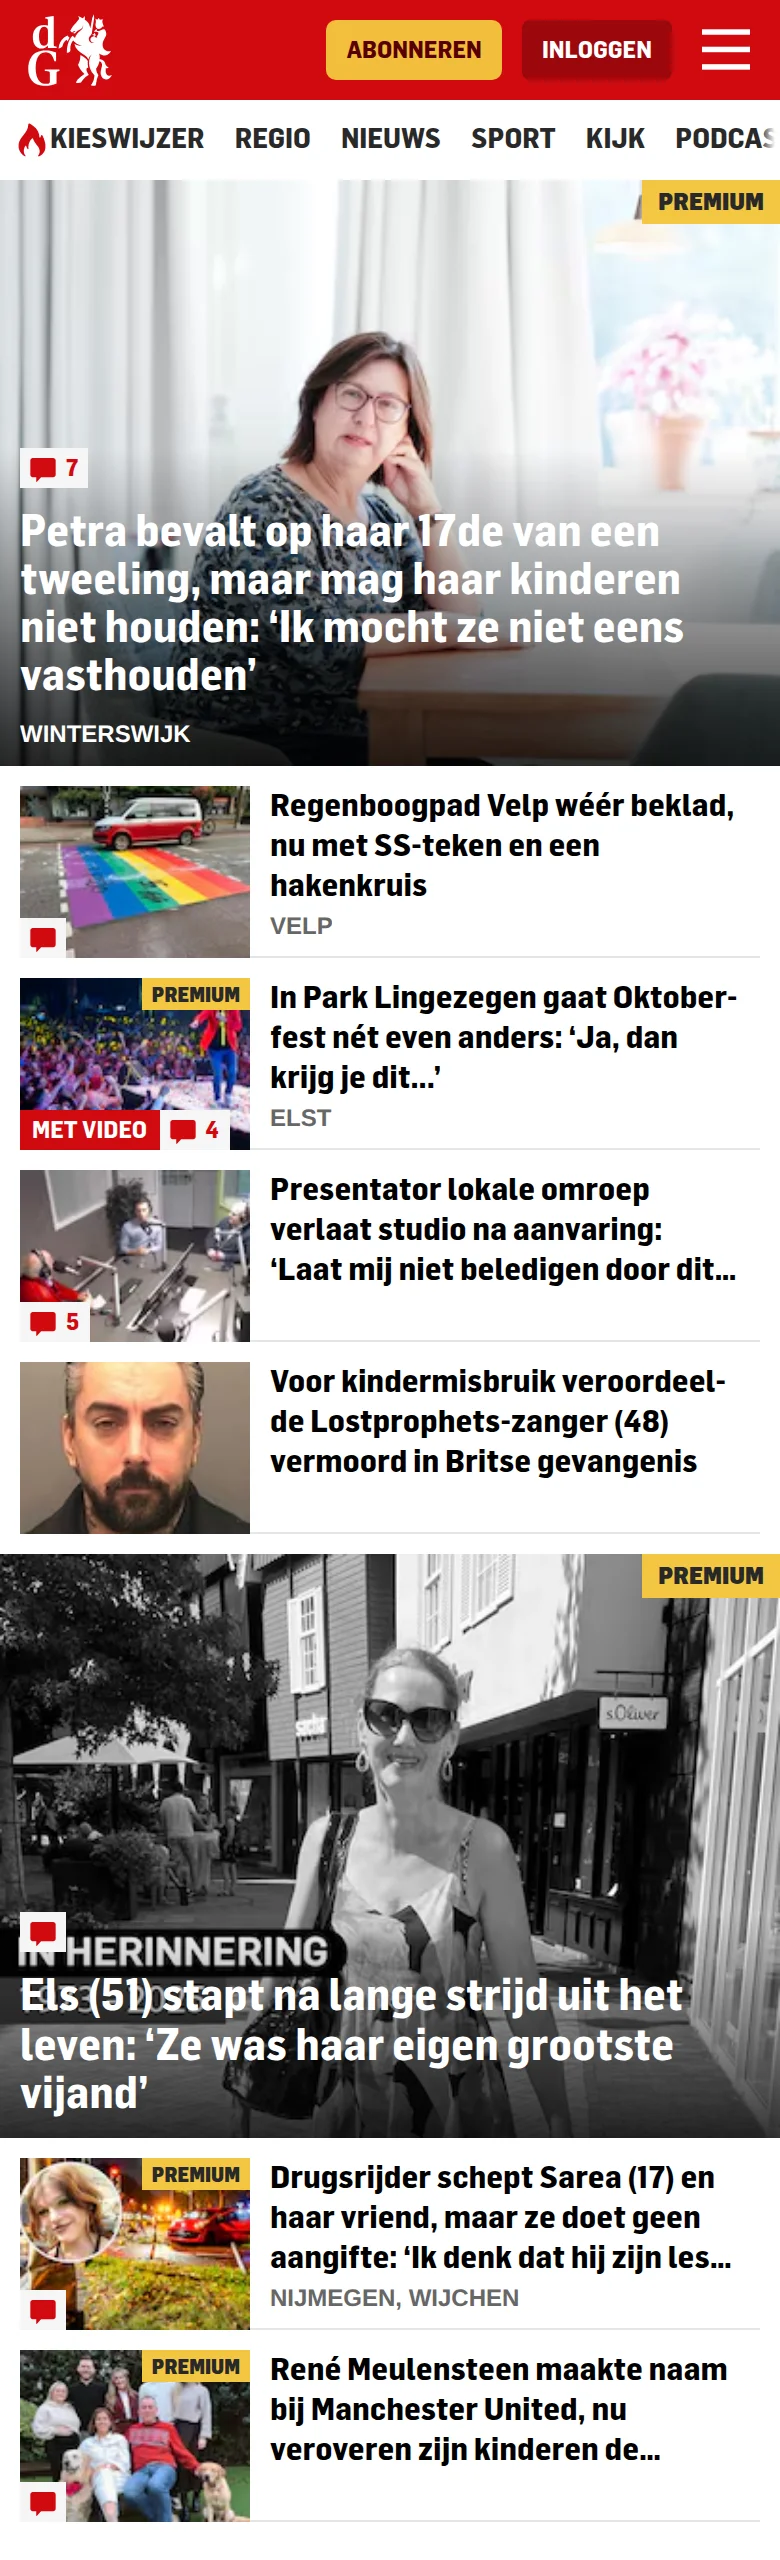 d
G
ABONNEREN
INLOGGEN
KIESWIJZER REGIO NIEUWS SPORT KIJK PODCAS
PREMIUM
7
Petra bevalt op haar 17de van een
tweeling, maar mag haar kinderen
niet houden: ‘Ik mocht ze niet eens
vasthouden’
WINTERSWIJK
Regenboogpad Velp wéér beklad,
nu met SS-teken en een
hakenkruis
VELP
PREMIUM
MET VIDEO
4
In Park Lingezegen gaat Oktober-
fest nét even anders: ‘Ja, dan
krijg je dit...’
ELST
5
Presentator lokale omroep
verlaat studio na aanvaring:
‘Laat mij niet beledigen door dit...
Voor kindermisbruik veroordeel-
de Lostprophets-zanger (48)
vermoord in Britse gevangenis
PREMIUM
s.Oliver
IN HERINNERING
Els (51) stapt na lange strijd uit het
leven: ‘Ze was haar eigen grootste
vijand’
PREMIUM
Drugsrijder schept Sarea (17) en
haar vriend, maar ze doet geen
aangifte: ‘Ik denk dat hij zijn les...
NIJMEGEN, WIJCHEN
PREMIUM
René Meulensteen maakte naam
bij Manchester United, nu
veroveren zijn kinderen de...